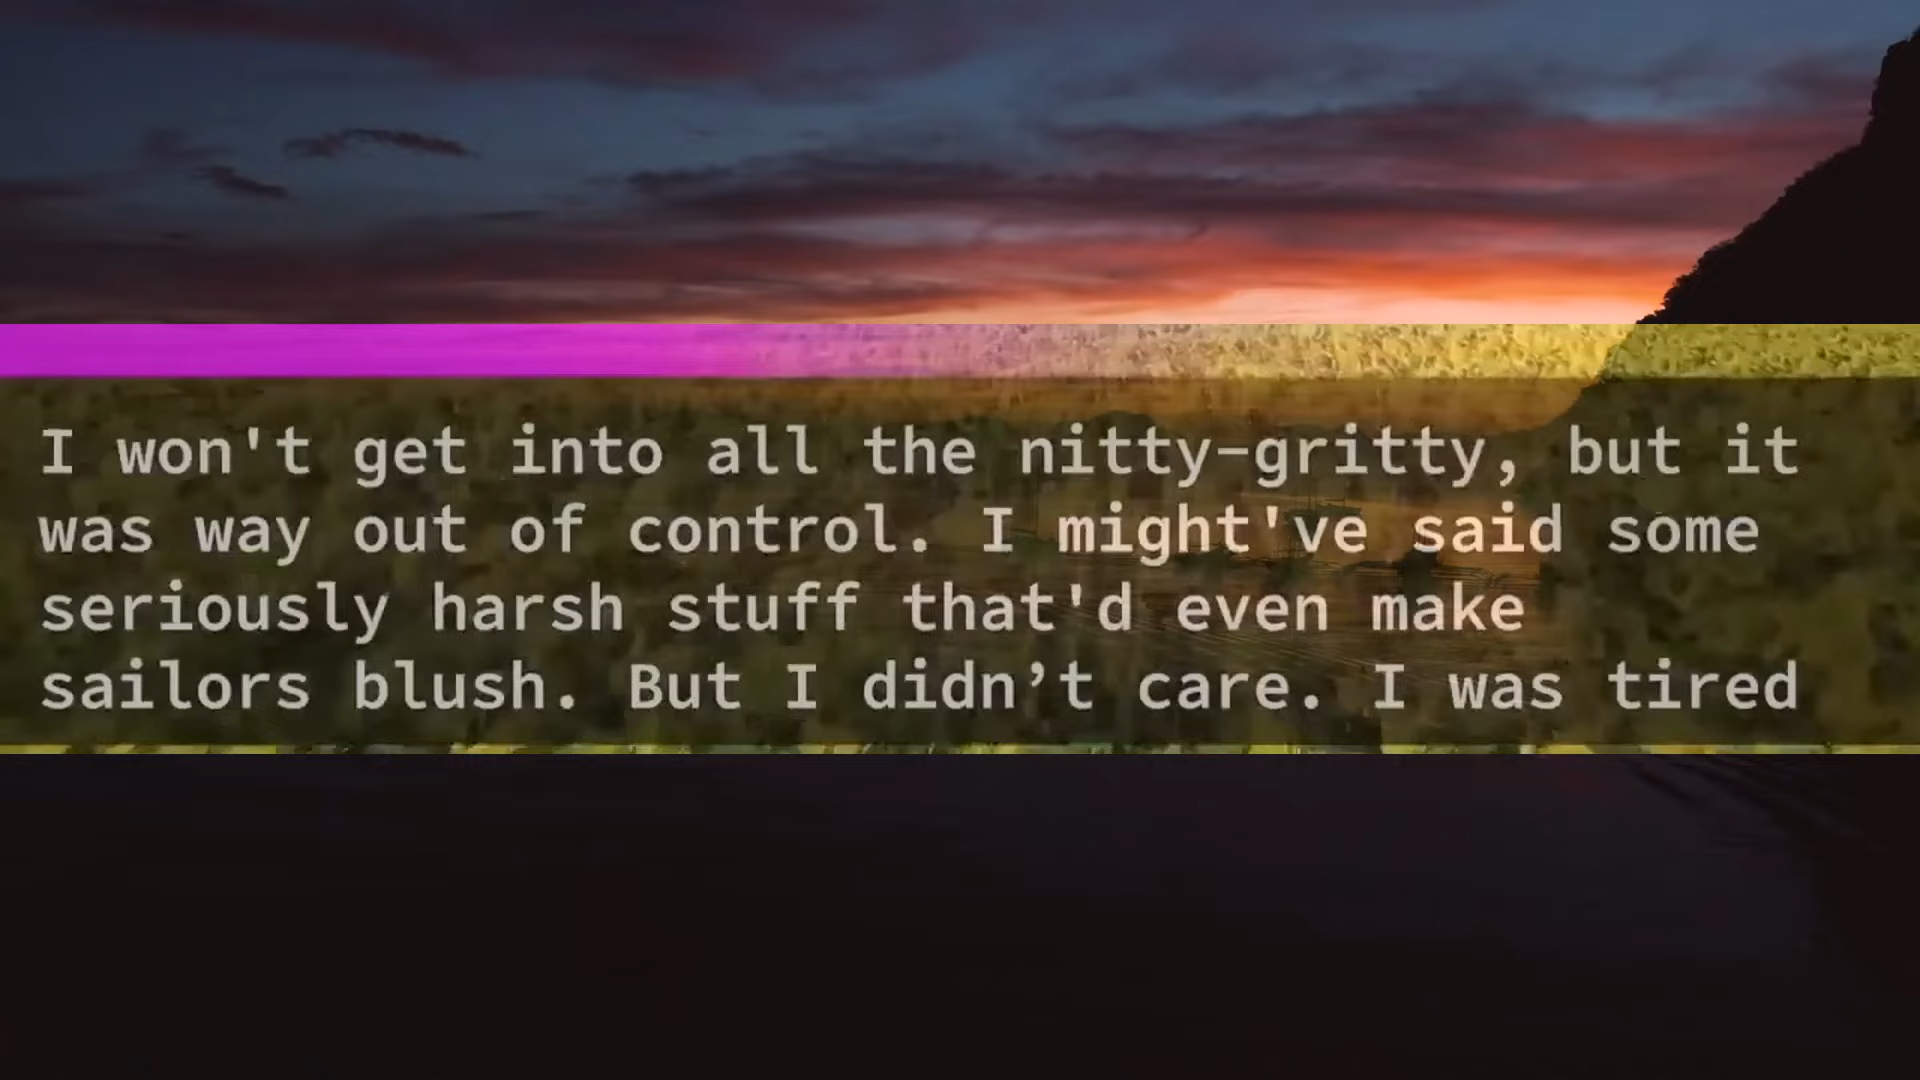 I won't get into all the nitty-gritty, but it
was way out of control. I might've said some
seriously harsh stuff that'd even make
sailors blush. But I didn’t care. I was tired